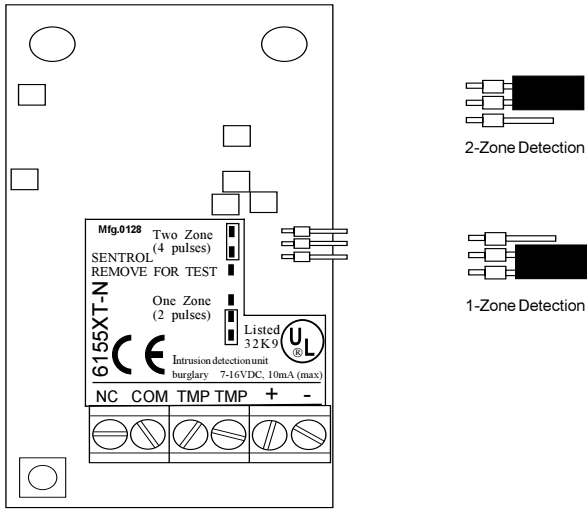 Mfg.0128
Two Zone
(4 pulses)
SENTROL
REMOVE FOR TEST
6155XT-N
One Zone
(2 pulses)
Listed
32K9
UL
®
CE
Intrusion detection unit
burglary 7-16VDC, 10mA (max)
NC COM TMP TMP + -
2-Zone Detection
1-Zone Detection